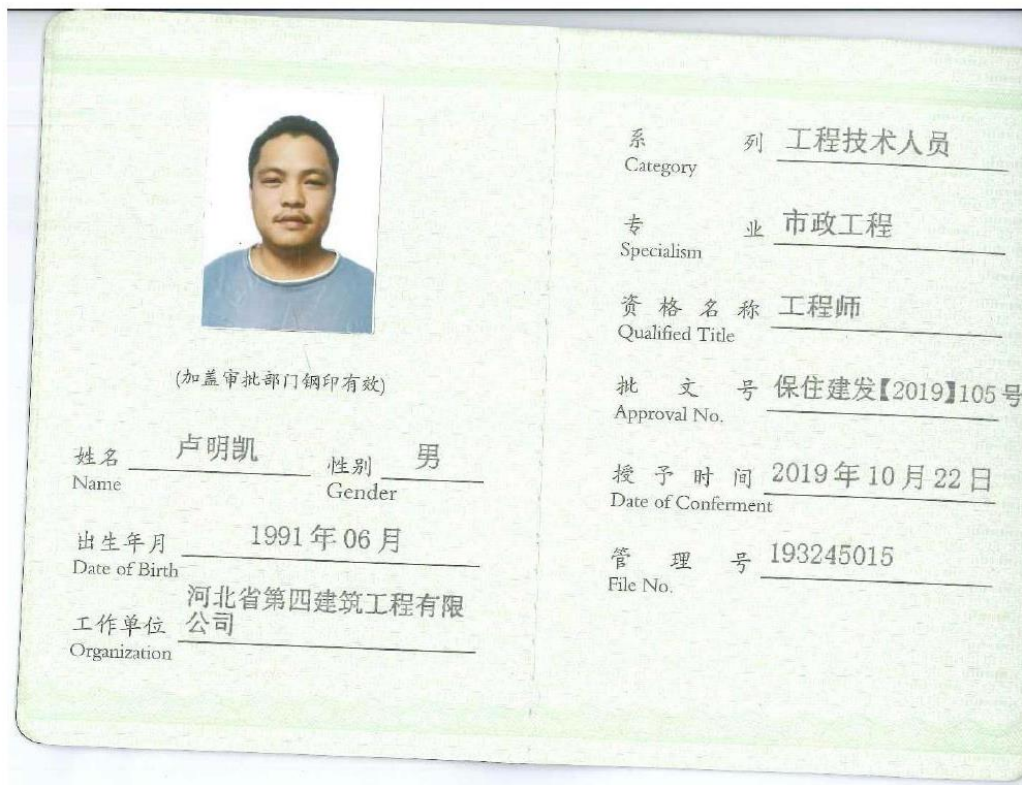 (加盖审批部门钢印有效)
姓名 卢明凯 性别 男
Name Gender
出生年月 1991年06月
Date of Birth
河北省第四建筑工程有限
工作单位 公司
Organization
系列 工程技术人员
Category
专业 市政工程
Specialism
资格名称 工程师
Qualified Title
批文号 保住建发【2019】105号
Approval No.
授予时间 2019年10月22日
Date of Conferment
管理号 193245015
File No.